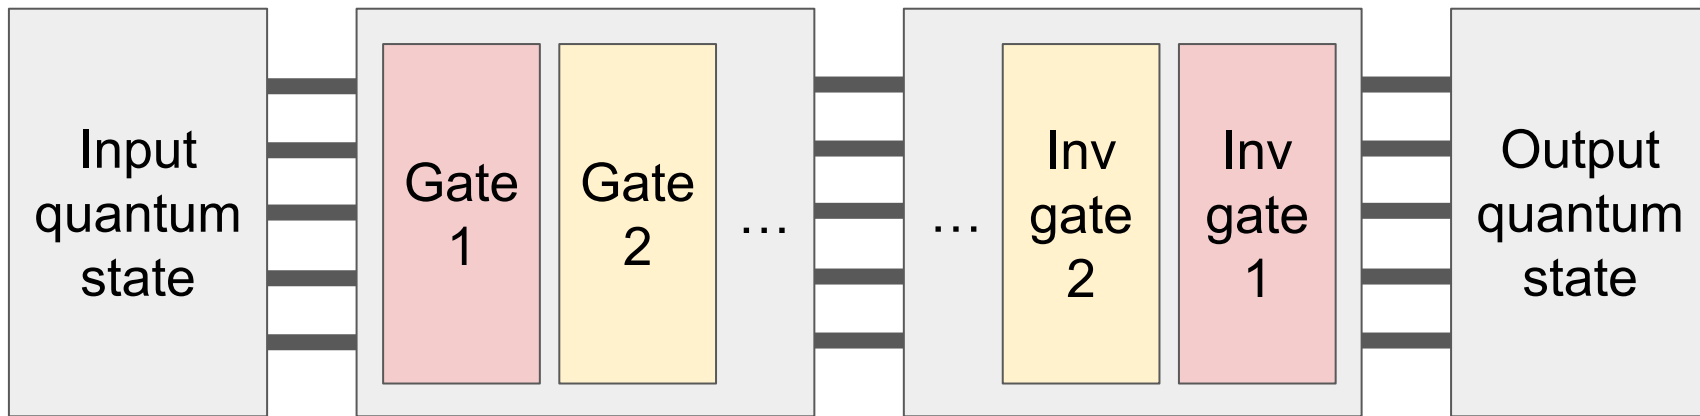 Input
quantum
state
Gate
1
Gate
2
...
...
Inv
gate
2
Inv
gate
1
Output
quantum
state